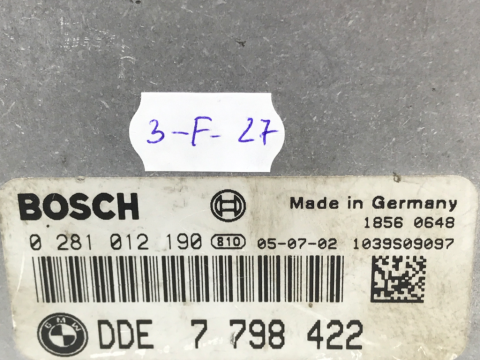 3-F-27
BOSCH
Made in Germany
1856 0648
0 281 012 190 810 05-07-02 1039S09097
BMW DDE 7 798 422